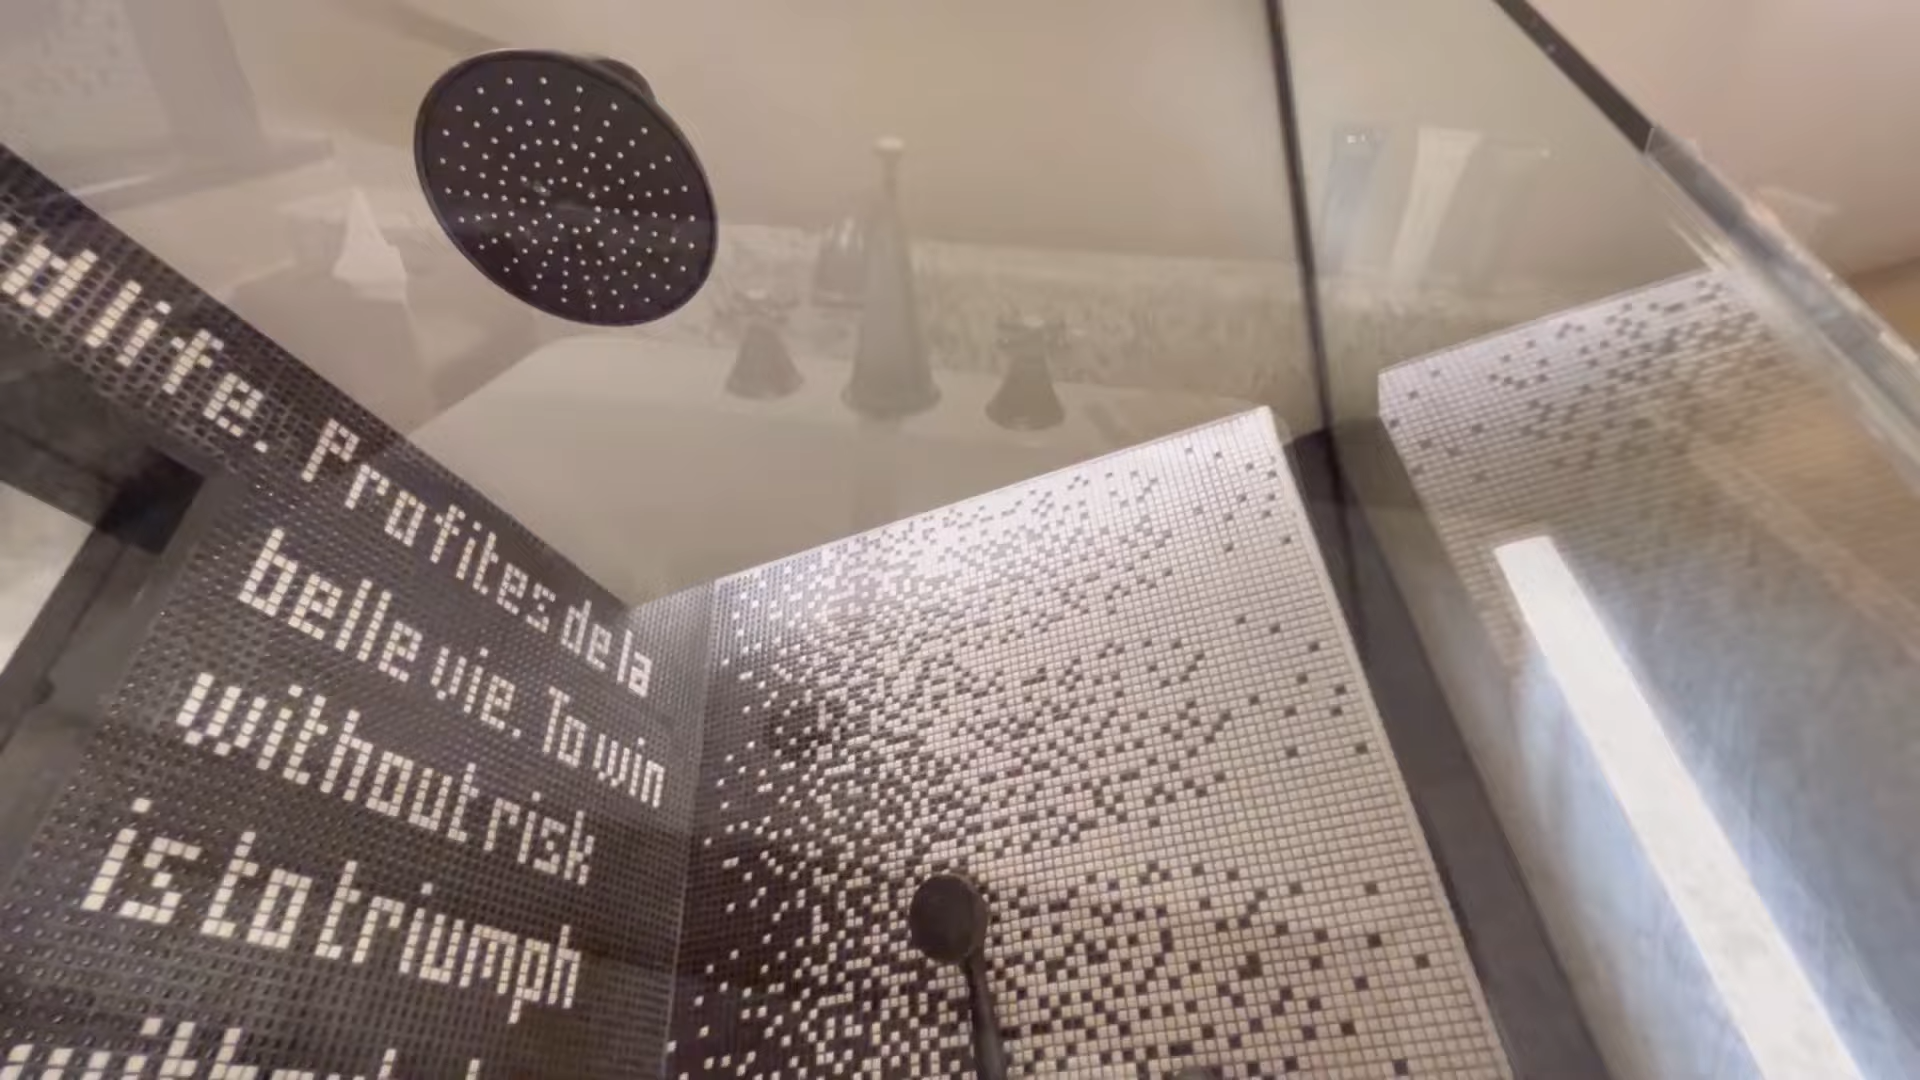 life. Profites de la
belle vie. To win
without risk
is to triumph